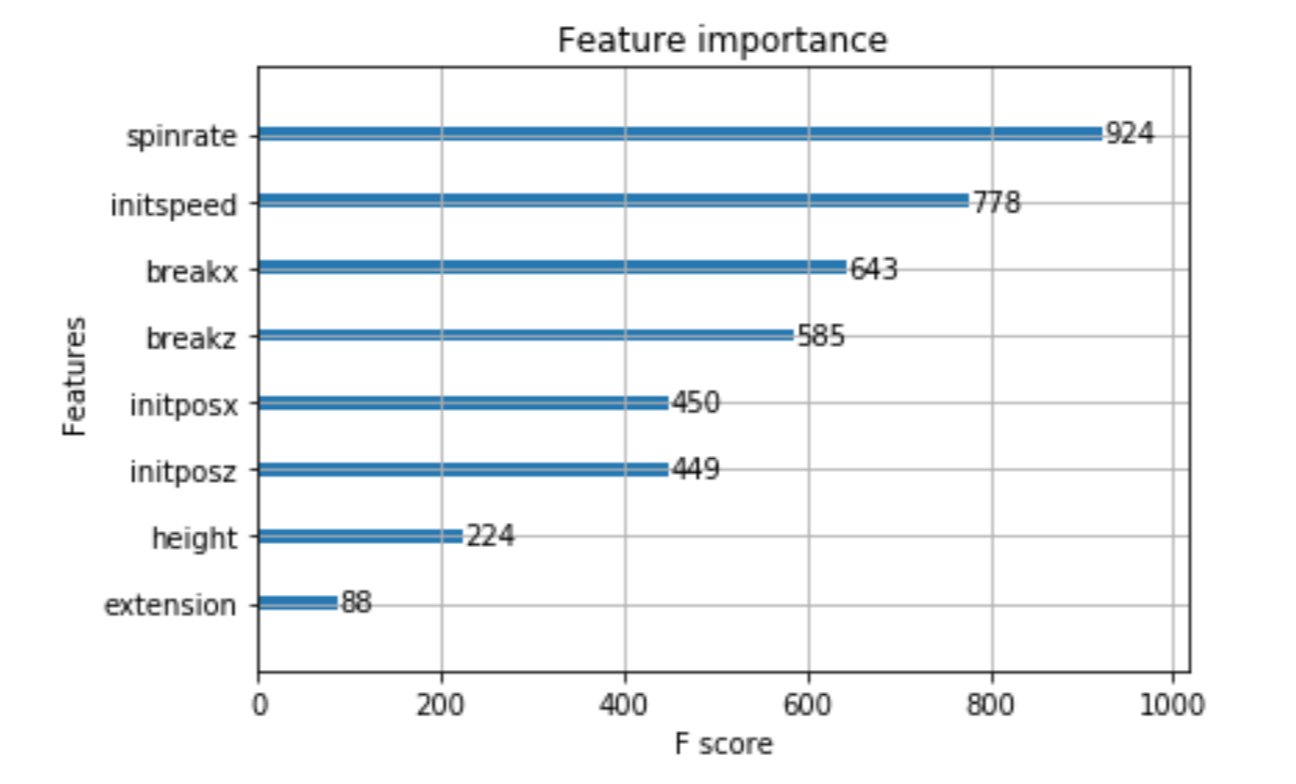 Feature importance
Features
spinrate 924
initspeed 778
breakx 643
breakz 585
initposx 450
initposz 449
height 224
extension 88
0 200 400 600 800 1000
F score